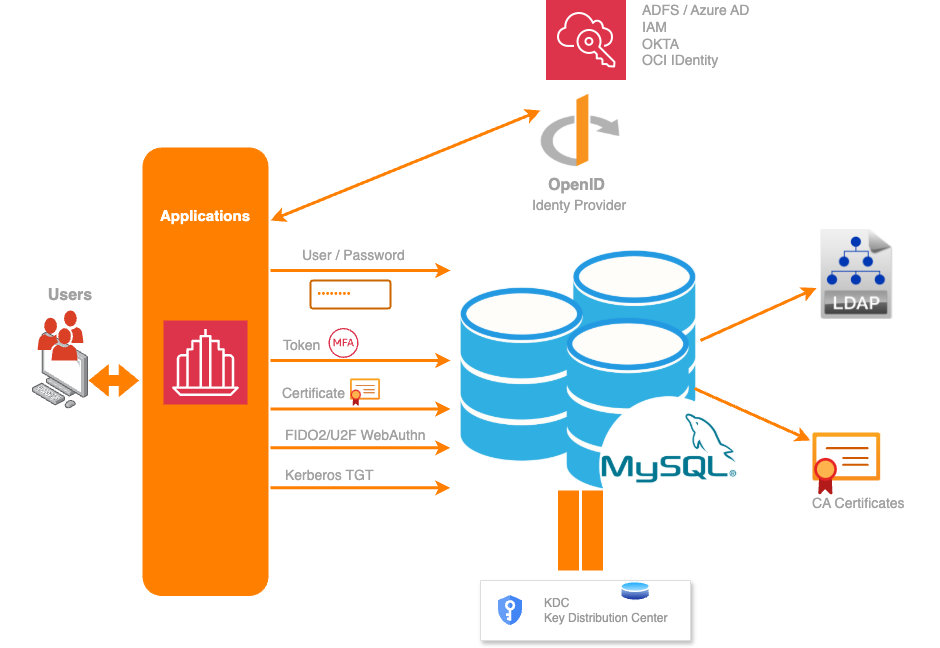 ADFS / Azure AD
IAM
OKTA
OCI IDentity
OpenID
Identy Provider
Applications
User / Password
Users
LDAP
Token
MFA
Certificate
FIDO2/U2F WebAuthn
MySQL®
Kerberos TGT
CA Certificates
KDC
Key Distribution Center